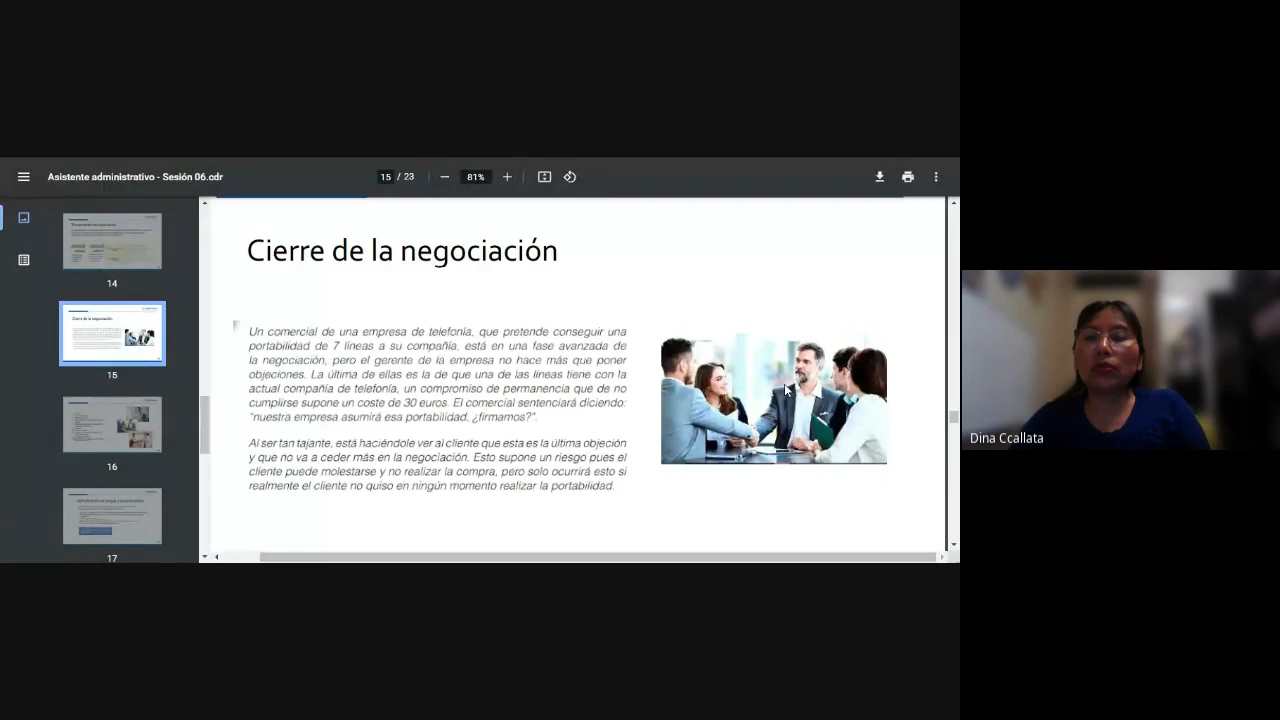 Asistente administrativo - Sesión 06.cdr
15 / 23
81%
14
15
16
17
Cierre de la negociación
Un comercial de una empresa de telefonía, que pretende conseguir una
portabilidad de 7 líneas a su compañía, está en una fase avanzada de
la negociación, pero el gerente de la empresa no hace más que poner
objeciones. La última de ellas es la de que una de las líneas tiene con la
actual compañía de telefonía, un compromiso de permanencia que de no
cumplirse supone un coste de 30 euros. El comercial sentenciará diciendo:
"nuestra empresa asumirá esa portabilidad, ¿firmamos?".
Al ser tan tajante, está haciéndole ver al cliente que esta es la última objeción
y que no va a ceder más en la negociación. Esto supone un riesgo pues el
cliente puede molestarse y no realizar la compra, pero solo ocurrirá esto si
realmente el cliente no quiso en ningún momento realizar la portabilidad.
Dina Ccallata